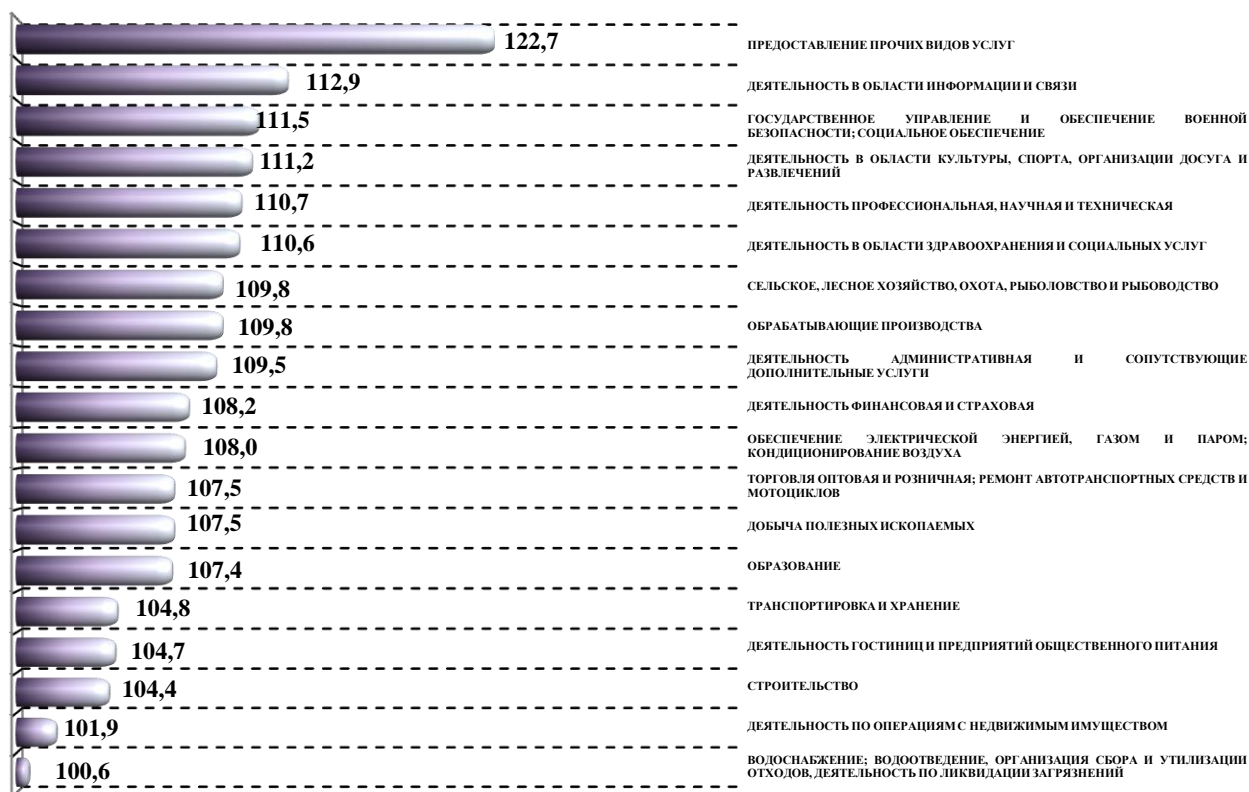 122,7 ПРЕДОСТАВЛЕНИЕ ПРОЧИХ ВИДОВ УСЛУГ
112,9 ДЕЯТЕЛЬНОСТЬ В ОБЛАСТИ ИНФОРМАЦИИ И СВЯЗИ
111,5 ГОСУДАРСТВЕННОЕ УПРАВЛЕНИЕ И ОБЕСПЕЧЕНИЕ ВОЕННОЙ
БЕЗОПАСНОСТИ; СОЦИАЛЬНОЕ ОБЕСПЕЧЕНИЕ
111,2 ДЕЯТЕЛЬНОСТЬ В ОБЛАСТИ КУЛЬТУРЫ, СПОРТА, ОРГАНИЗАЦИИ ДОСУГА И
РАЗВЛЕЧЕНИЙ
110,7 ДЕЯТЕЛЬНОСТЬ ПРОФЕССИОНАЛЬНАЯ, НАУЧНАЯ И ТЕХНИЧЕСКАЯ
110,6 ДЕЯТЕЛЬНОСТЬ В ОБЛАСТИ ЗДРАВООХРАНЕНИЯ И СОЦИАЛЬНЫХ УСЛУГ
109,8 СЕЛЬСКОЕ, ЛЕСНОЕ ХОЗЯЙСТВО, ОХОТА, РЫБОЛОВСТВО И РЫБОВОДСТВО
109,8 ОБРАБАТЫВАЮЩИЕ ПРОИЗВОДСТВА
109,5 ДЕЯТЕЛЬНОСТЬ АДМИНИСТРАТИВНАЯ И СОПУТСТВУЮЩИЕ
ДОПОЛНИТЕЛЬНЫЕ УСЛУГИ
108,2 ДЕЯТЕЛЬНОСТЬ ФИНАНСОВАЯ И СТРАХОВАЯ
108,0 ОБЕСПЕЧЕНИЕ ЭЛЕКТРИЧЕСКОЙ ЭНЕРГИЕЙ, ГАЗОМ И ПАРОМ;
КОНДИЦИОНИРОВАНИЕ ВОЗДУХА
107,5 ТОРГОВЛЯ ОПТОВАЯ И РОЗНИЧНАЯ; РЕМОНТ АВТОТРАНСПОРТНЫХ СРЕДСТВ И
МОТОЦИКЛОВ
107,5 ДОБЫЧА ПОЛЕЗНЫХ ИСКОПАЕМЫХ
107,4 ОБРАЗОВАНИЕ
104,8 ТРАНСПОРТИРОВКА И ХРАНЕНИЕ
104,7 ДЕЯТЕЛЬНОСТЬ ГОСТИНИЦ И ПРЕДПРИЯТИЙ ОБЩЕСТВЕННОГО ПИТАНИЯ
104,4 СТРОИТЕЛЬСТВО
101,9 ДЕЯТЕЛЬНОСТЬ ПО ОПЕРАЦИЯМ С НЕДВИЖИМЫМ ИМУЩЕСТВОМ
100,6 ВОДОСНАБЖЕНИЕ; ВОДООТВЕДЕНИЕ, ОРГАНИЗАЦИЯ СБОРА И УТИЛИЗАЦИИ
ОТХОДОВ, ДЕЯТЕЛЬНОСТЬ ПО ЛИКВИДАЦИИ ЗАГРЯЗНЕНИЙ